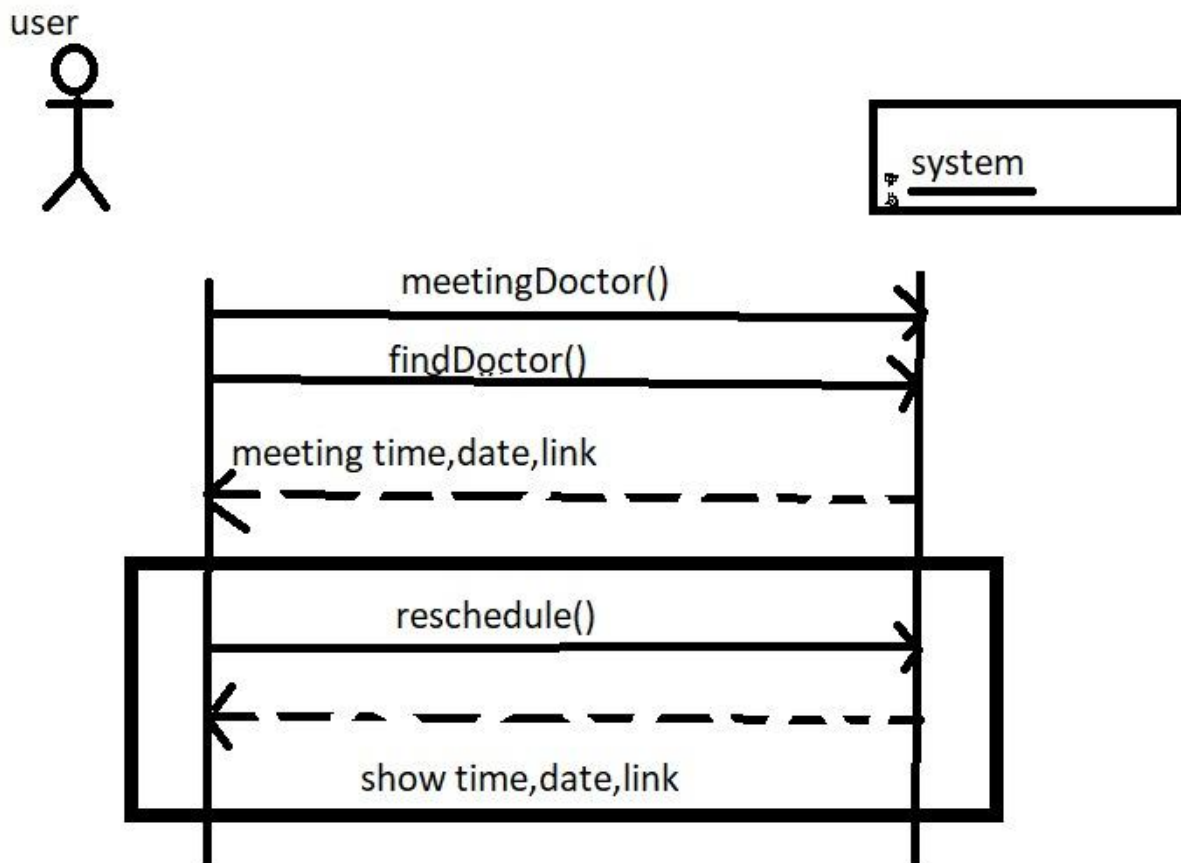 user
system
meetingDoctor()
findDoctor()
meeting time,date,link
reschedule()
show time,date,link